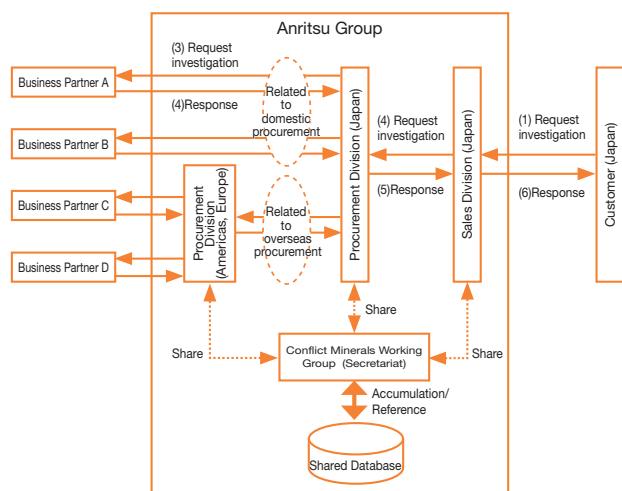 Anritsu Group
(3) Request
investigation
Business Partner A
(4)Response
Related
to
domestic
procurement
Business Partner B
Procurement Division (Japan)
(4) Request
investigation
(5)Response
Sales Division (Japan)
(1) Request
investigation
(6)Response
Customer (Japan)
Business Partner C
Procurement
Division
(Americas, Europe)
Related
to overseas
procurement
Business Partner D
Share
Share
Share
Conflict Minerals Working
Group (Secretariat)
Accumulation/
Reference
Shared Database